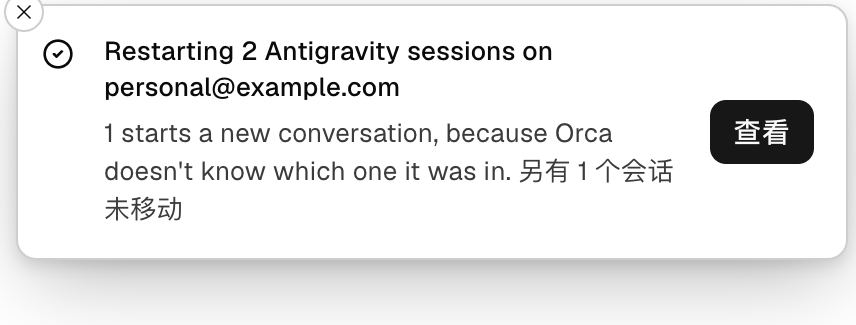 Restarting 2 Antigravity sessions on
personal@example.com
1 starts a new conversation, because Orca
doesn't know which one it was in. 另有 1 个会话
未移动
查看